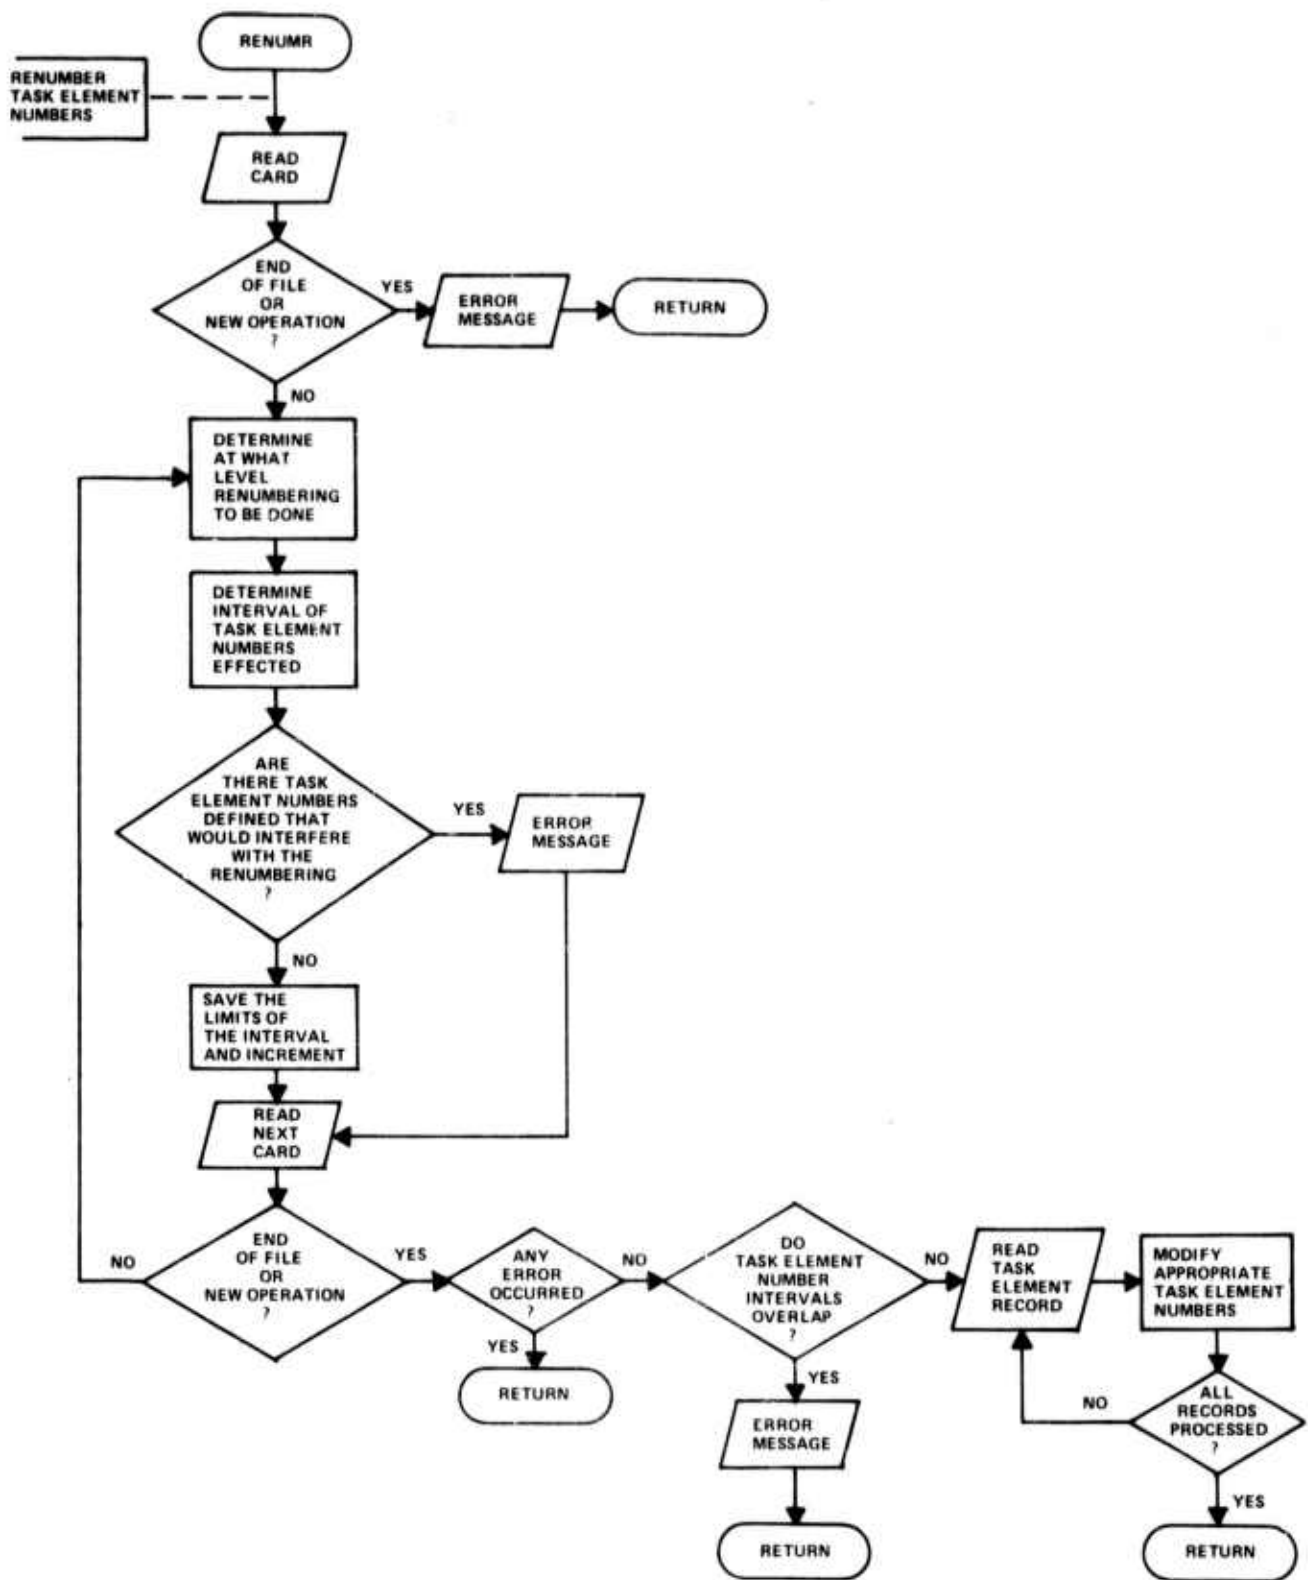 RENUMR
RENUMBER
TASK ELEMENT
NUMBERS
READ
CARD
END
OF FILE
OR
NEW OPERATION
?
YES
ERROR
MESSAGE
RETURN
NO
DETERMINE
AT WHAT
LEVEL
RENUMBERING
TO BE DONE
DETERMINE
INTERVAL OF
TASK ELEMENT
NUMBERS
EFFECTED
ARE
THERE TASK
ELEMENT NUMBERS
DEFINED THAT
WOULD INTERFERE
WITH THE
RENUMBERING
?
YES
ERROR
MESSAGE
NO
SAVE THE
LIMITS OF
THE INTERVAL
AND INCREMENT
READ
NEXT
CARD
END
OF FILE
OR
NEW OPERATION
?
NO
YES
ANY
ERROR
OCCURRED
?
YES
RETURN
NO
DO
TASK ELEMENT
NUMBER
INTERVALS
OVERLAP
?
YES
ERROR
MESSAGE
RETURN
NO
READ
TASK
ELEMENT
RECORD
MODIFY
APPROPRIATE
TASK ELEMENT
NUMBERS
ALL
RECORDS
PROCESSED
?
NO
YES
RETURN